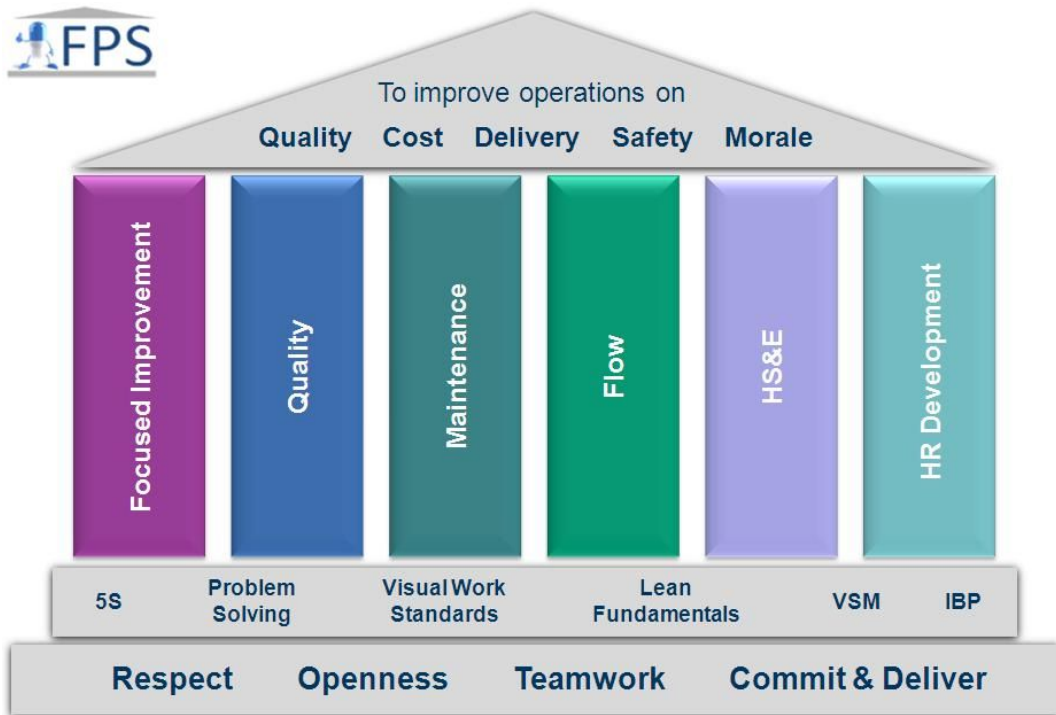 FPS
To improve operations on
Quality Cost Delivery Safety Morale
Focused Improvement
Quality
Maintenance
Flow
HS&E
HR Development
5S
Problem
Solving
Visual Work
Standards
Lean
Fundamentals
VSM
IBP
Respect Openness Teamwork Commit & Deliver